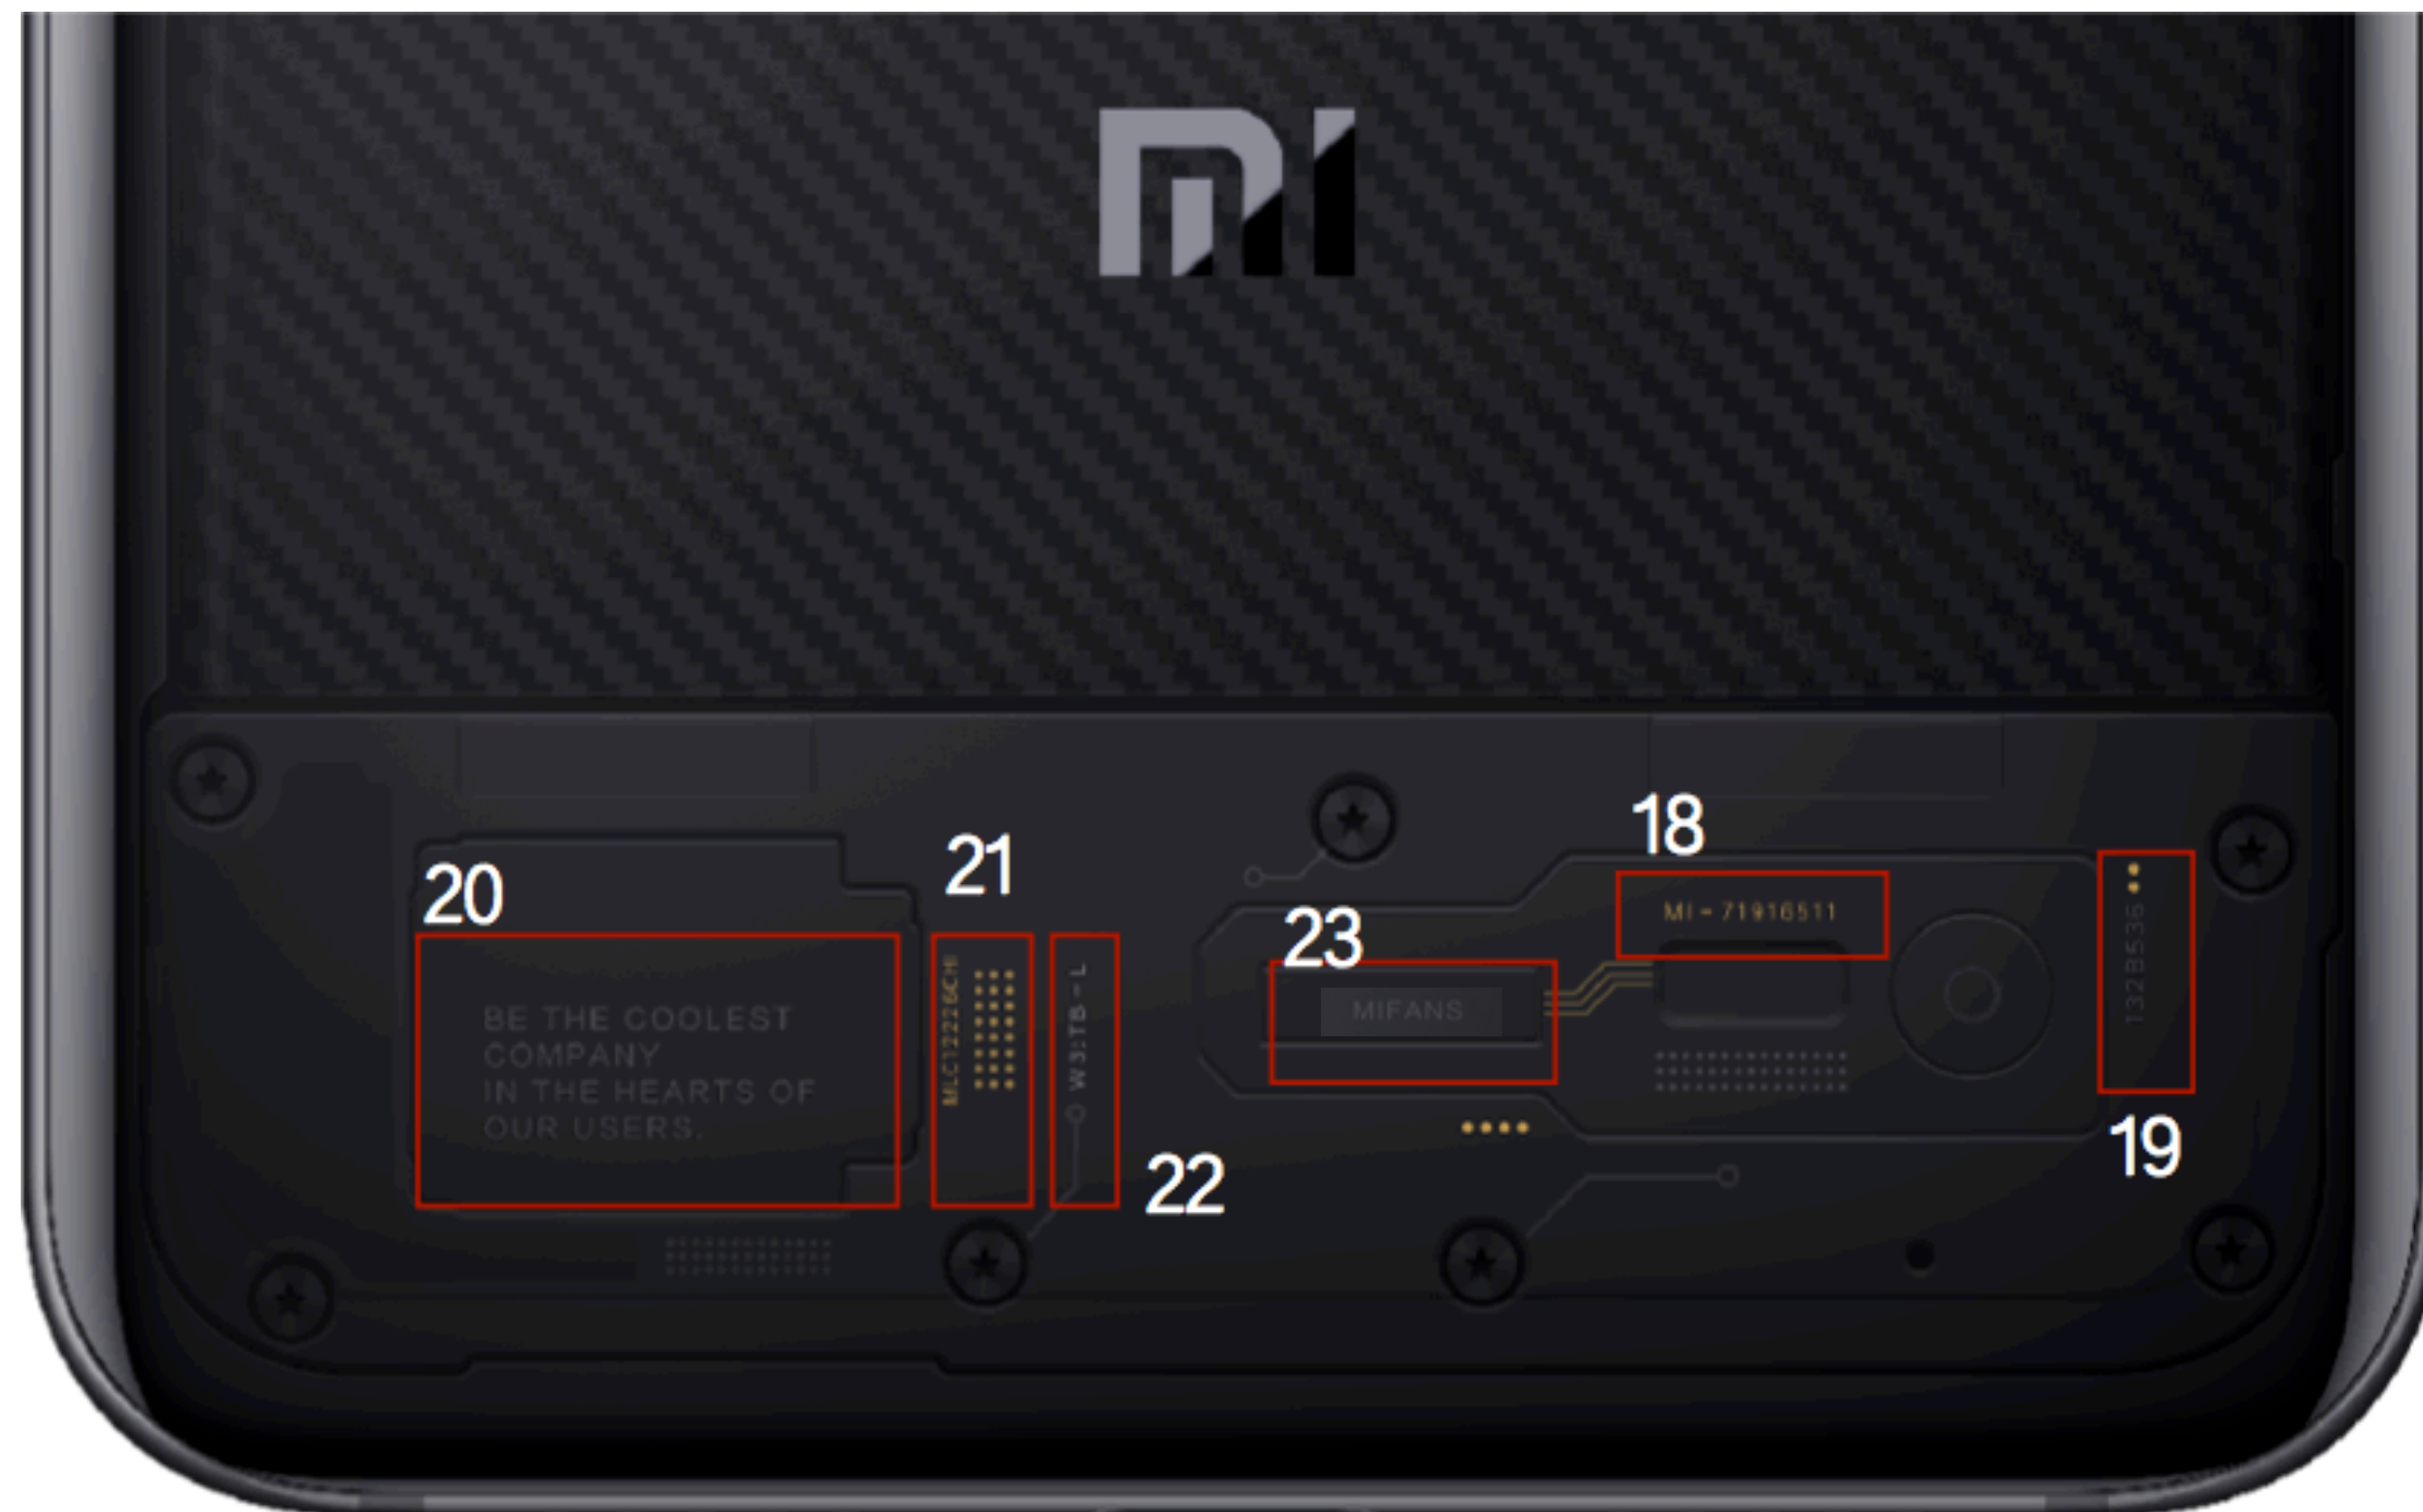 mi
18
21
20
23
MI-71916511
BE THE COOLEST
COMPANY
IN THE HEARTS OF
OUR USERS.
MLC12226CHI
W3:TB-L
MIFANS
132B536
22
19